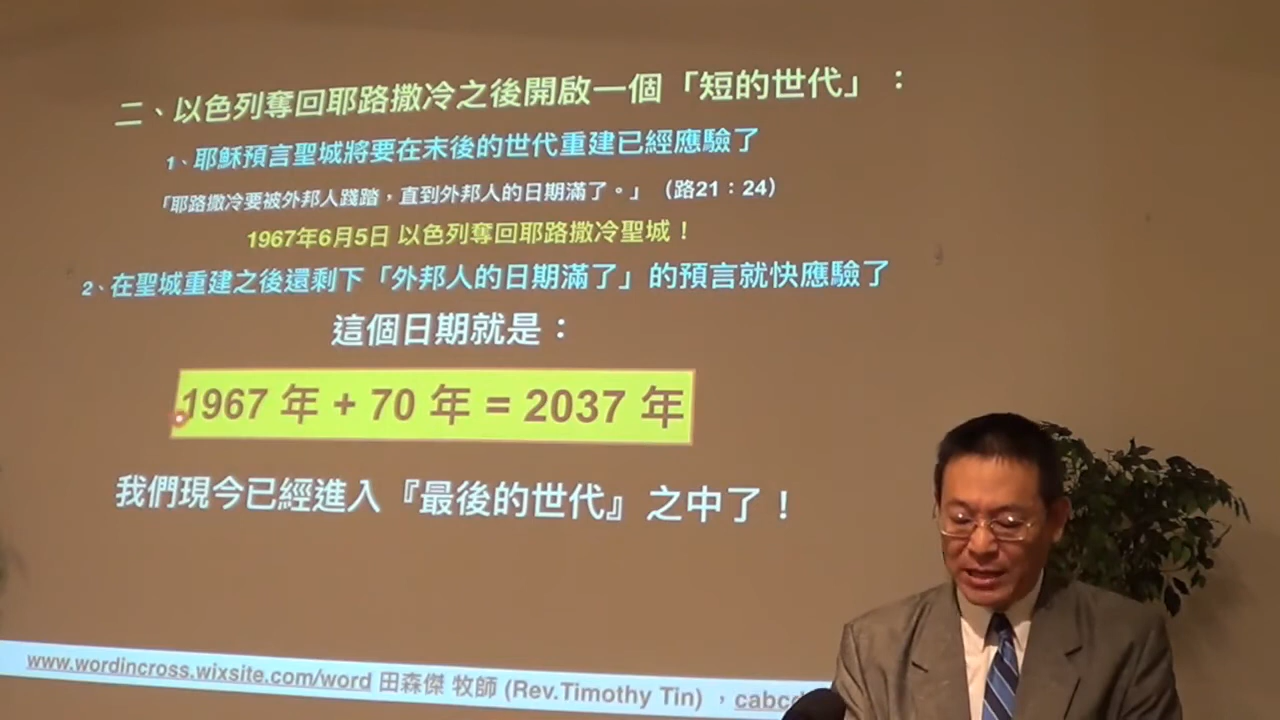 二、以色列奪回耶路撒冷之後開啟一個「短的世代」：
1、耶穌預言聖城將要在末後的世代重建已經應驗了
「耶路撒冷要被外邦人踐踏，直到外邦人的日期滿了。」（路21：24）
1967年6月5日 以色列奪回耶路撒冷聖城！
2、在聖城重建之後還剩下「外邦人的日期滿了」的預言就快應驗了
這個日期就是：
1967 年 + 70 年 = 2037 年
我們現今已經進入『最後的世代』之中了！
www.wordincross.wixsite.com/word 田森傑 牧師 (Rev.Timothy Tin) ，cabc